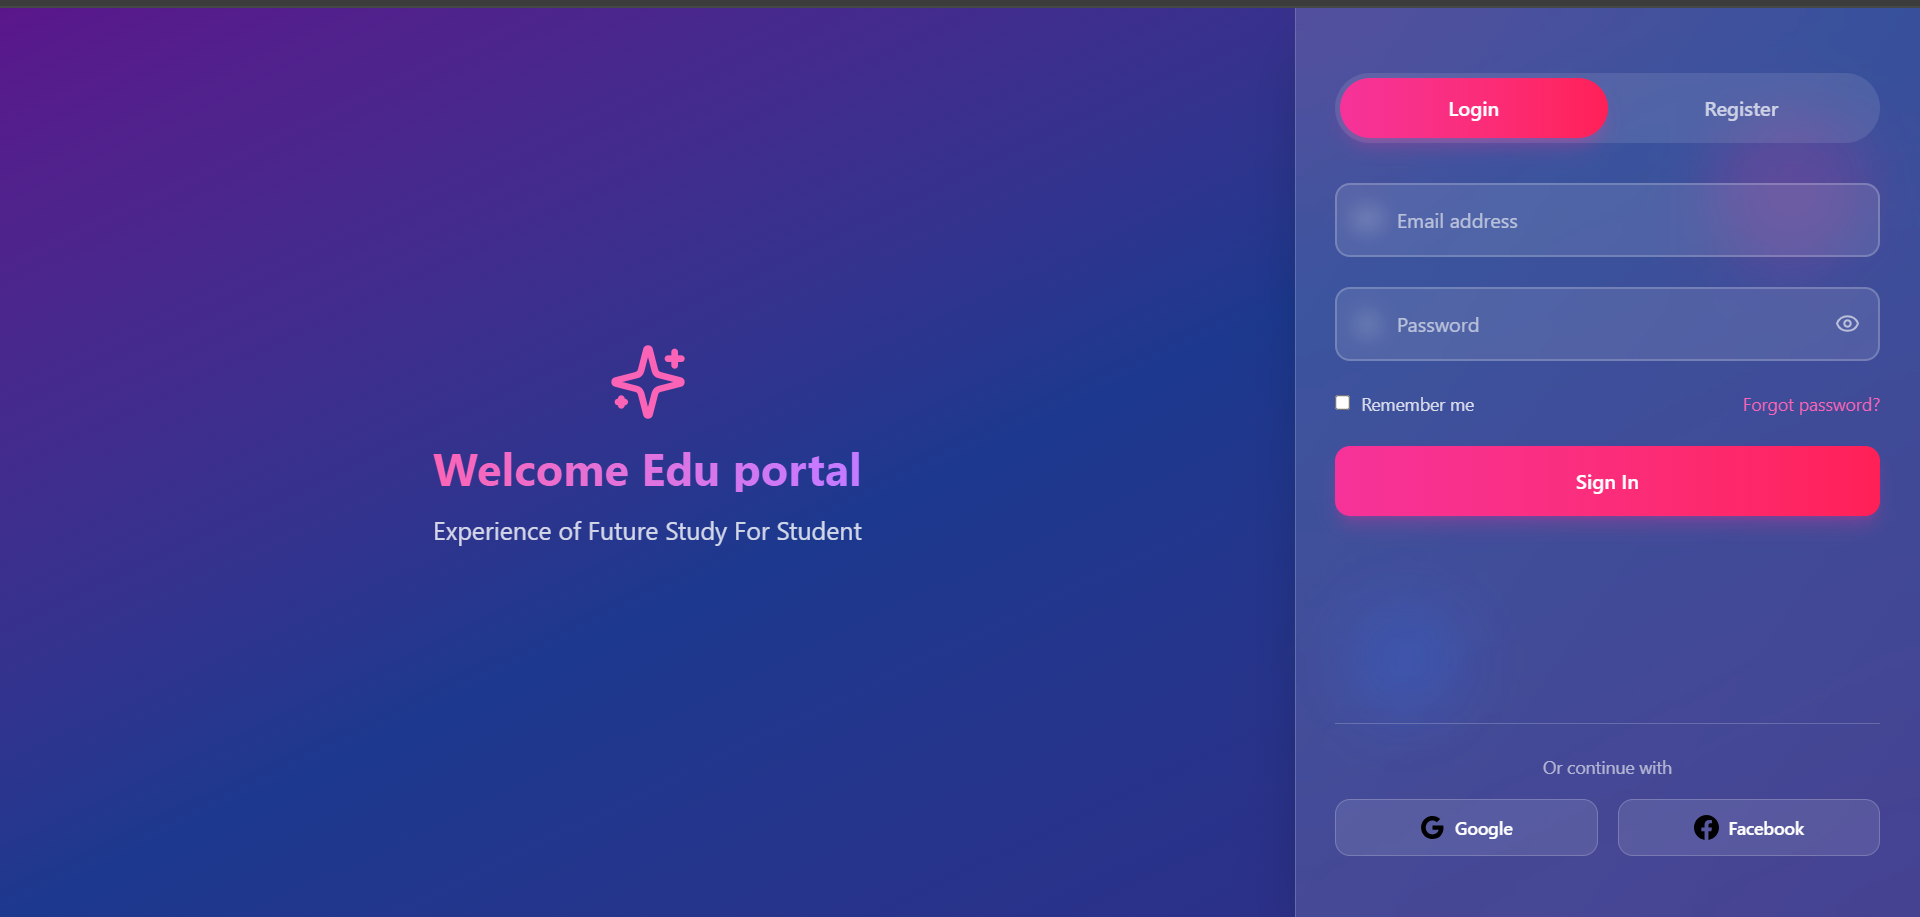 Welcome Edu portal
Experience of Future Study For Student
Login
Register
Email address
Password
Remember me
Forgot password?
Sign In
Or continue with
Google
Facebook